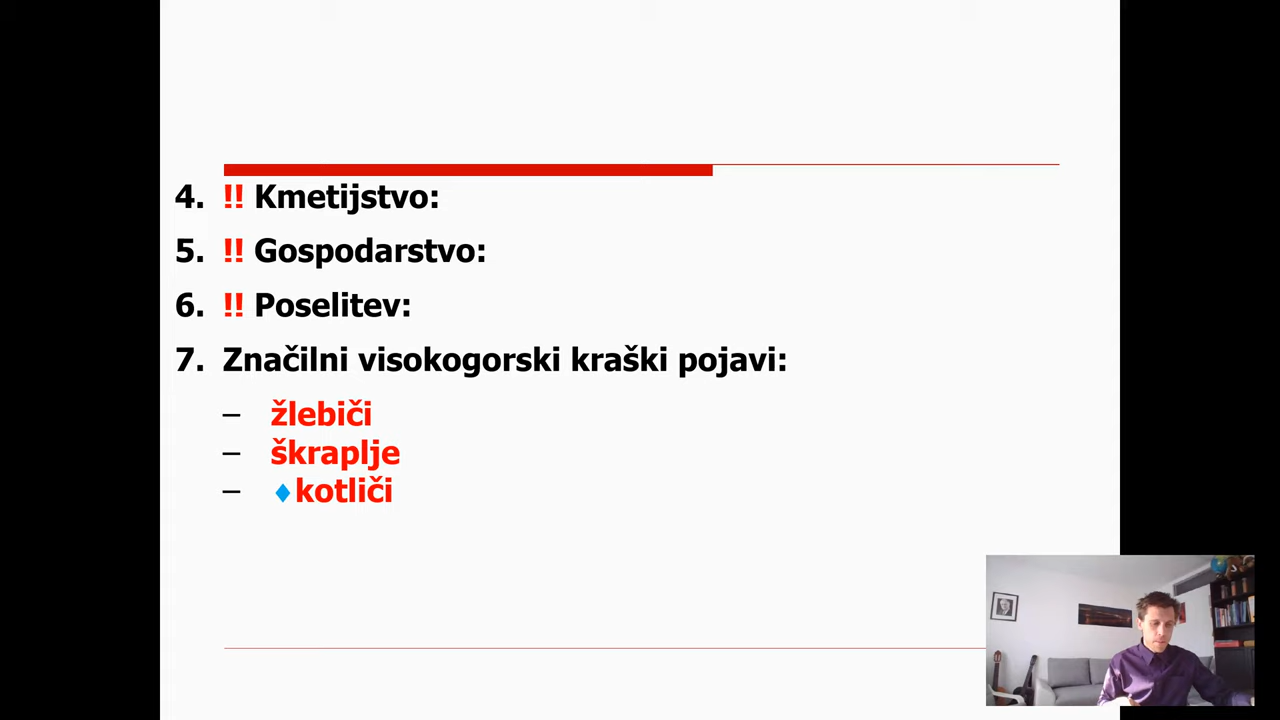 4. !! Kmetijstvo:
5. !! Gospodarstvo:
6. !! Poselitev:
7. Značilni visokogorski kraški pojavi:
– žlebiči
– škraplje
– ♦kotliči